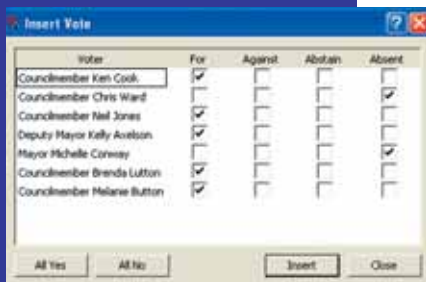 Insert Vote
Voter For Against Abstain Absent
Councilmember Ken Cook
Councilmember Chris Ward
Councilmember Neil Jones
Deputy Mayor Kelly Axelson
Mayor Michelle Conway
Councilmember Brenda Lutton
Councilmember Melanie Button
All Yes All No Insert Close